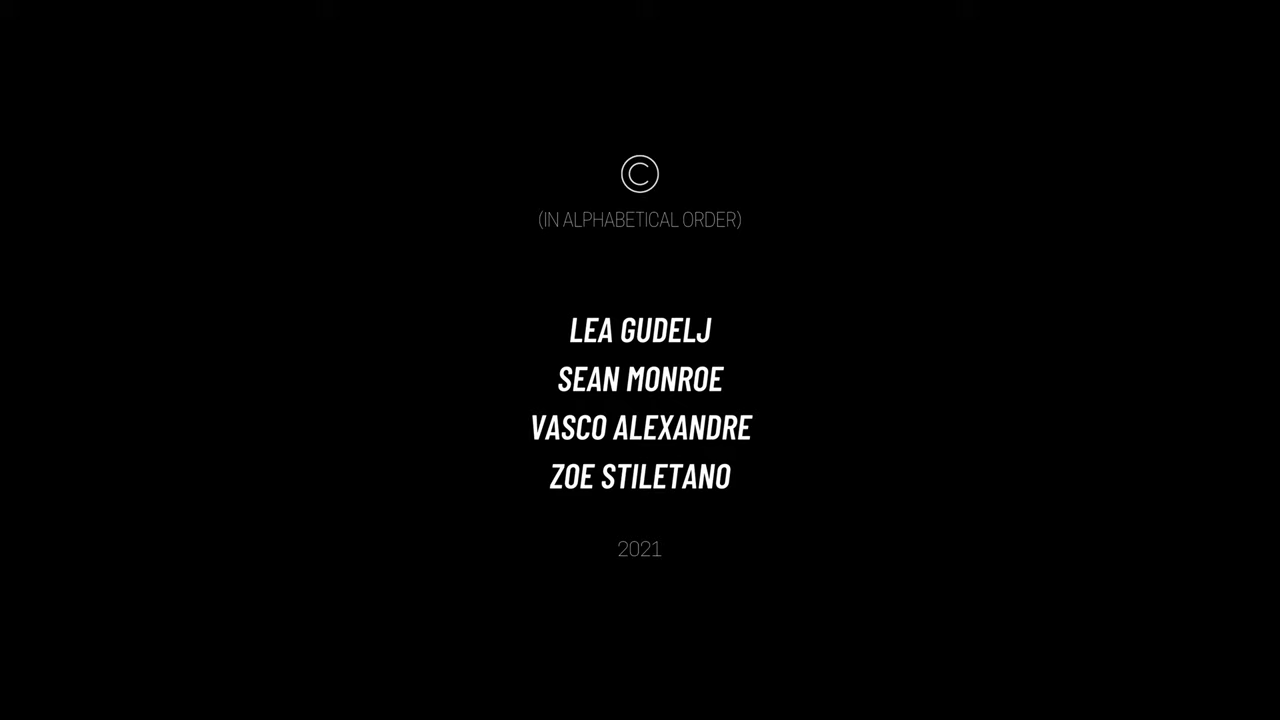 ©
(IN ALPHABETICAL ORDER)
LEA GUDELJ
SEAN MONROE
VASCO ALEXANDRE
ZOE STILETANO
2021